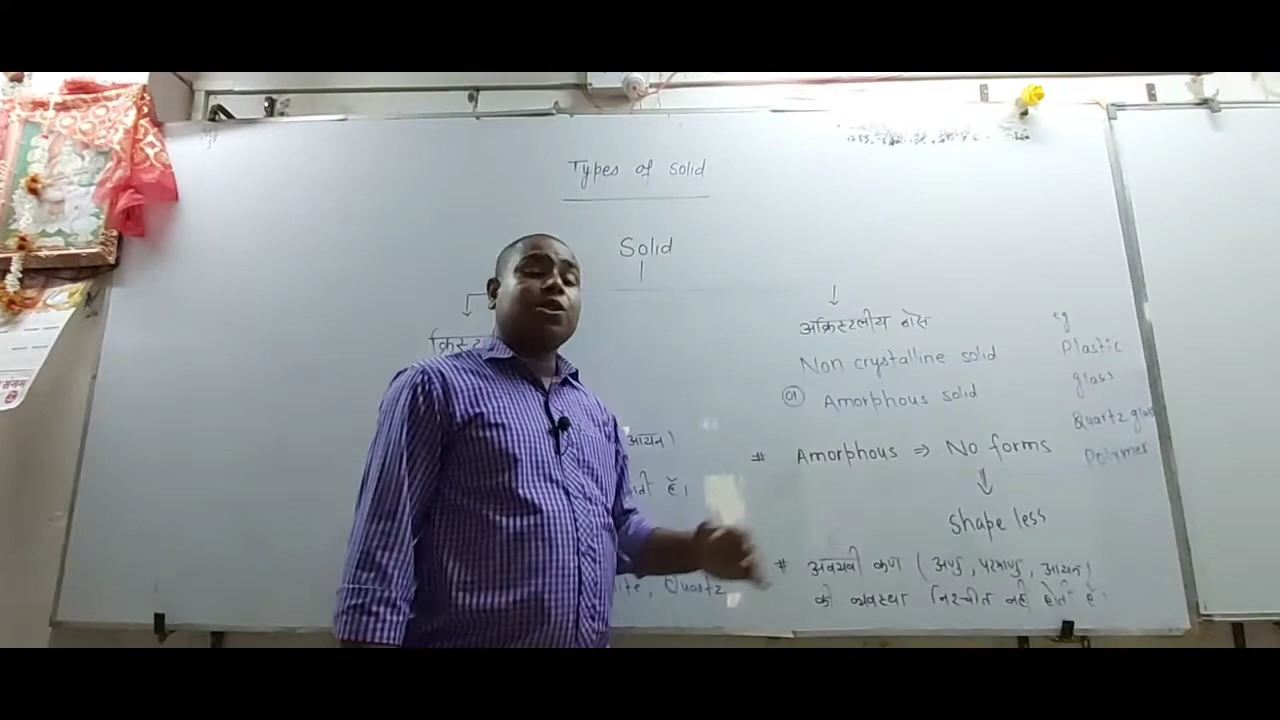 Types of solid
Solid
क्रिस्ट
अक्रिस्टलीय ठोस
Non crystalline solid
01 Amorphous solid
eg
Plastic
glass
Quartz glass
Polymer
आयन)
ती हैं।
# Amorphous ⇒ No forms
⇓
Shape less
ite, Quartz
# अवयवी कण (अणु, परमाणु, आयन)
की व्यवस्था निश्चीत नही होती हैं।